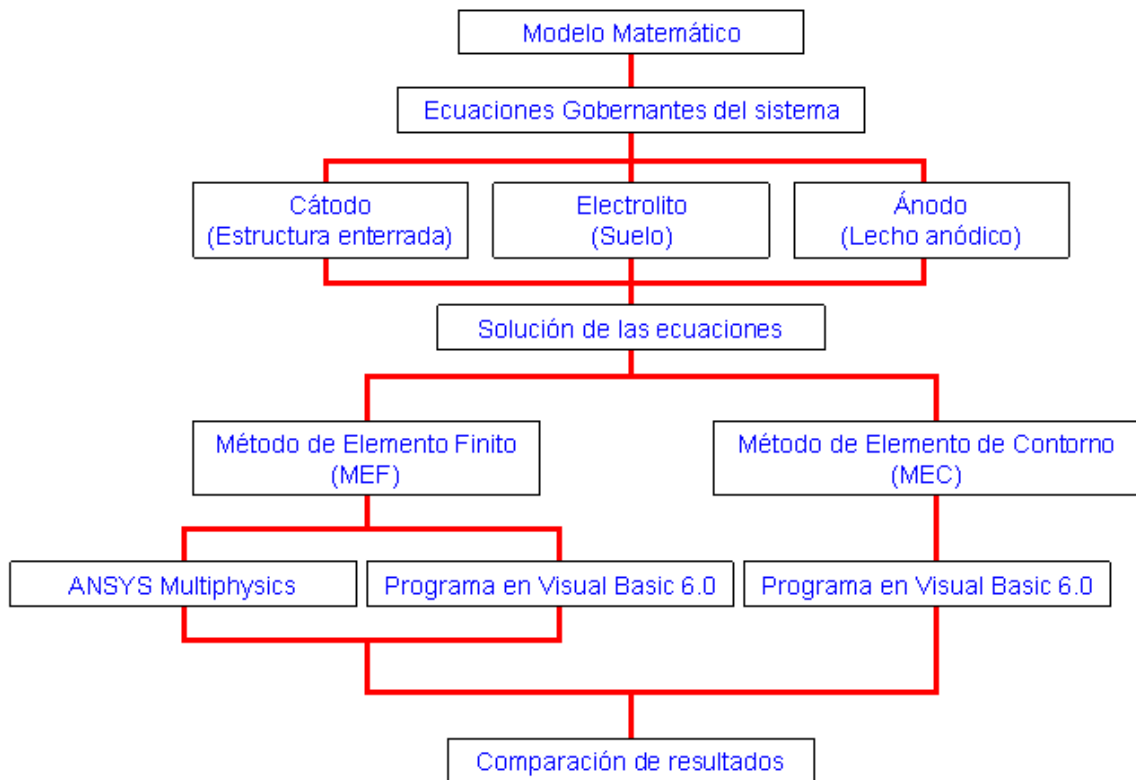 Modelo Matemático
Ecuaciones Gobernantes del sistema
Cátodo
(Estructura enterrada)
Electrolito
(Suelo)
Ánodo
(Lecho anódico)
Solución de las ecuaciones
Método de Elemento Finito
(MEF)
Método de Elemento de Contorno
(MEC)
ANSYS Multiphysics
Programa en Visual Basic 6.0
Programa en Visual Basic 6.0
Comparación de resultados